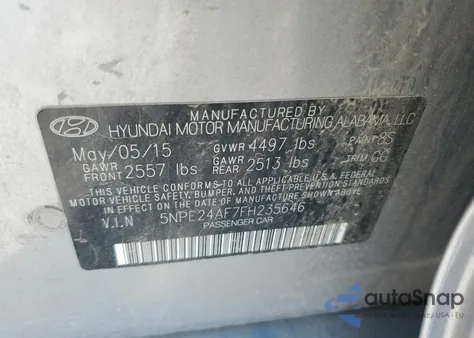 MANUFACTURED BY
HYUNDAI MOTOR MANUFACTURING ALABAMA, LLC
May/05/15 GVWR 4497 lbs PAINT 8S
GAWR FRONT 2557 lbs GAWR REAR 2513 lbs TRIM GG
THIS VEHICLE CONFORMS TO ALL APPLICABLE FEDERAL
MOTOR VEHICLE SAFETY, BUMPER, AND THEFT PREVENTION
STANDARDS IN EFFECT ON THE DATE OF MANUFACTURE SHOWN ABOVE.
V.I.N 5NPE24AF7FH235646
PASSENGER CAR
autoSnap